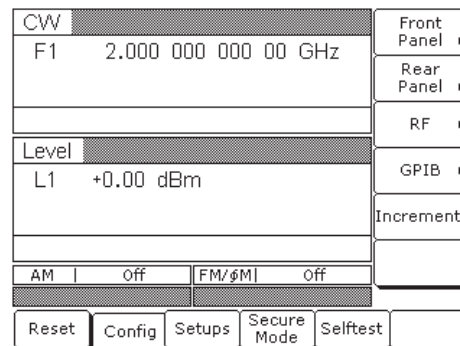 CW
F1 2.000 000 000 00 GHz
Level
L1 +0.00 dBm
AM Off FM/ϕM Off
Front
Panel
Rear
Panel
RF
GPIB
Increment
Reset Config Setups Secure
Mode Selftest